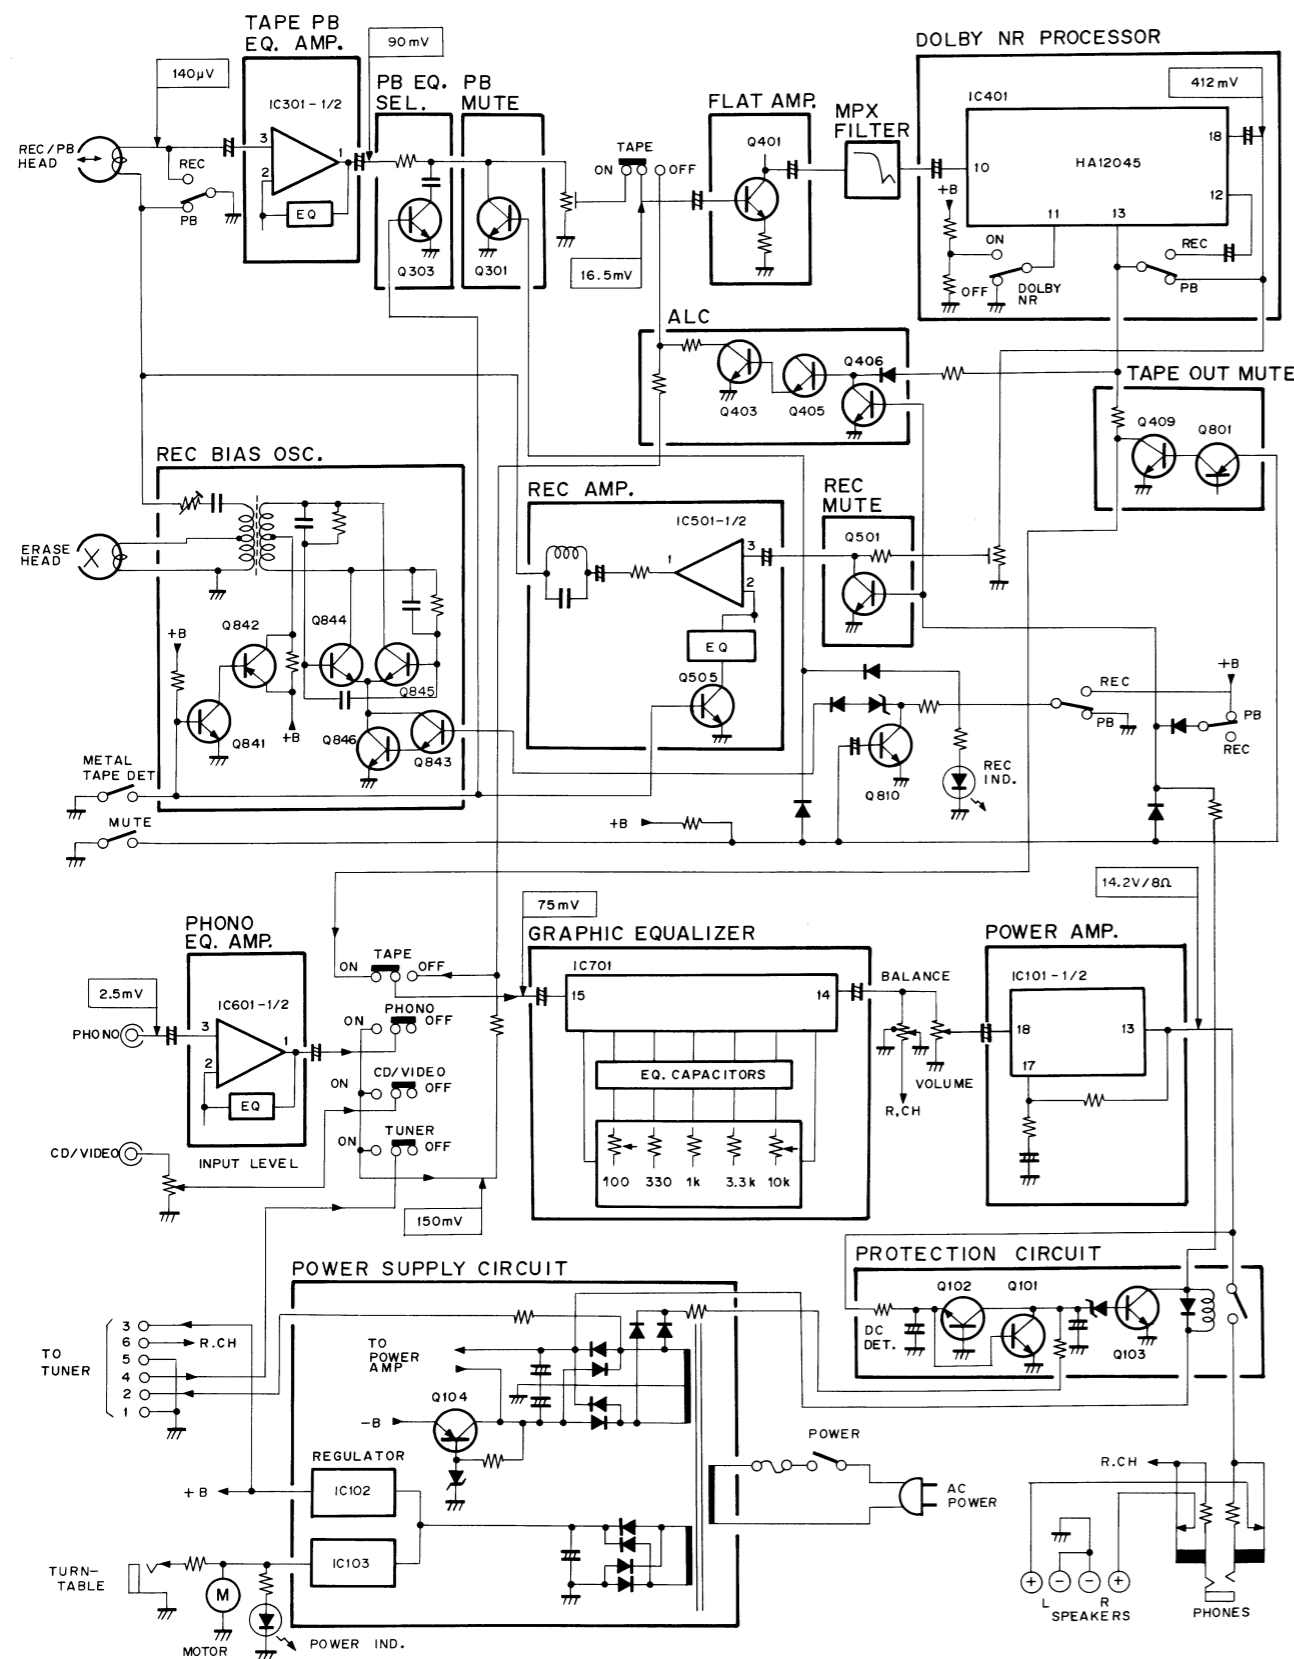 TAPE PB
EQ. AMP.
90mV
140µV
IC301-1/2
3
1
2
EQ
REC/PB
HEAD
REC
PB
PB EQ.
SEL.
Q303
PB
MUTE
Q301
TAPE
ON
OFF
16.5mV
FLAT AMP.
Q401
MPX
FILTER
DOLBY NR PROCESSOR
412mV
IC401
18
HA12045
10
12
11
13
+B
ON
OFF
DOLBY
NR
REC
PB
ALC
Q406
Q403
Q405
TAPE OUT MUTE
Q409
Q801
REC BIAS OSC.
ERASE
HEAD
Q842
Q844
+B
Q845
Q841
+B
Q846
Q843
METAL
TAPE DET
MUTE
REC AMP.
IC501-1/2
3
1
2
EQ
Q505
REC
MUTE
Q501
REC
PB
+B
PB
REC
REC
IND.
Q810
+B
14.2V/8Ω
75mV
PHONO
EQ. AMP.
2.5mV
IC601-1/2
PHONO
3
1
2
EQ
CD/VIDEO
INPUT LEVEL
TAPE
ON
OFF
PHONO
ON
OFF
CD/VIDEO
ON
OFF
TUNER
ON
OFF
150mV
GRAPHIC EQUALIZER
IC701
15
14
EQ. CAPACITORS
100
330
1k
3.3k
10k
BALANCE
VOLUME
R.CH
POWER AMP.
IC101-1/2
18
13
17
PROTECTION CIRCUIT
Q102
Q101
DC
DET.
Q103
POWER SUPPLY CIRCUIT
TO
POWER
AMP
Q104
-B
REGULATOR
IC102
IC103
+B
TO
TUNER
3
6
R.CH
5
4
2
1
TURN-
TABLE
M
MOTOR
POWER IND.
POWER
AC
POWER
R.CH
+
-
-
+
L
R
SPEAKERS
PHONES